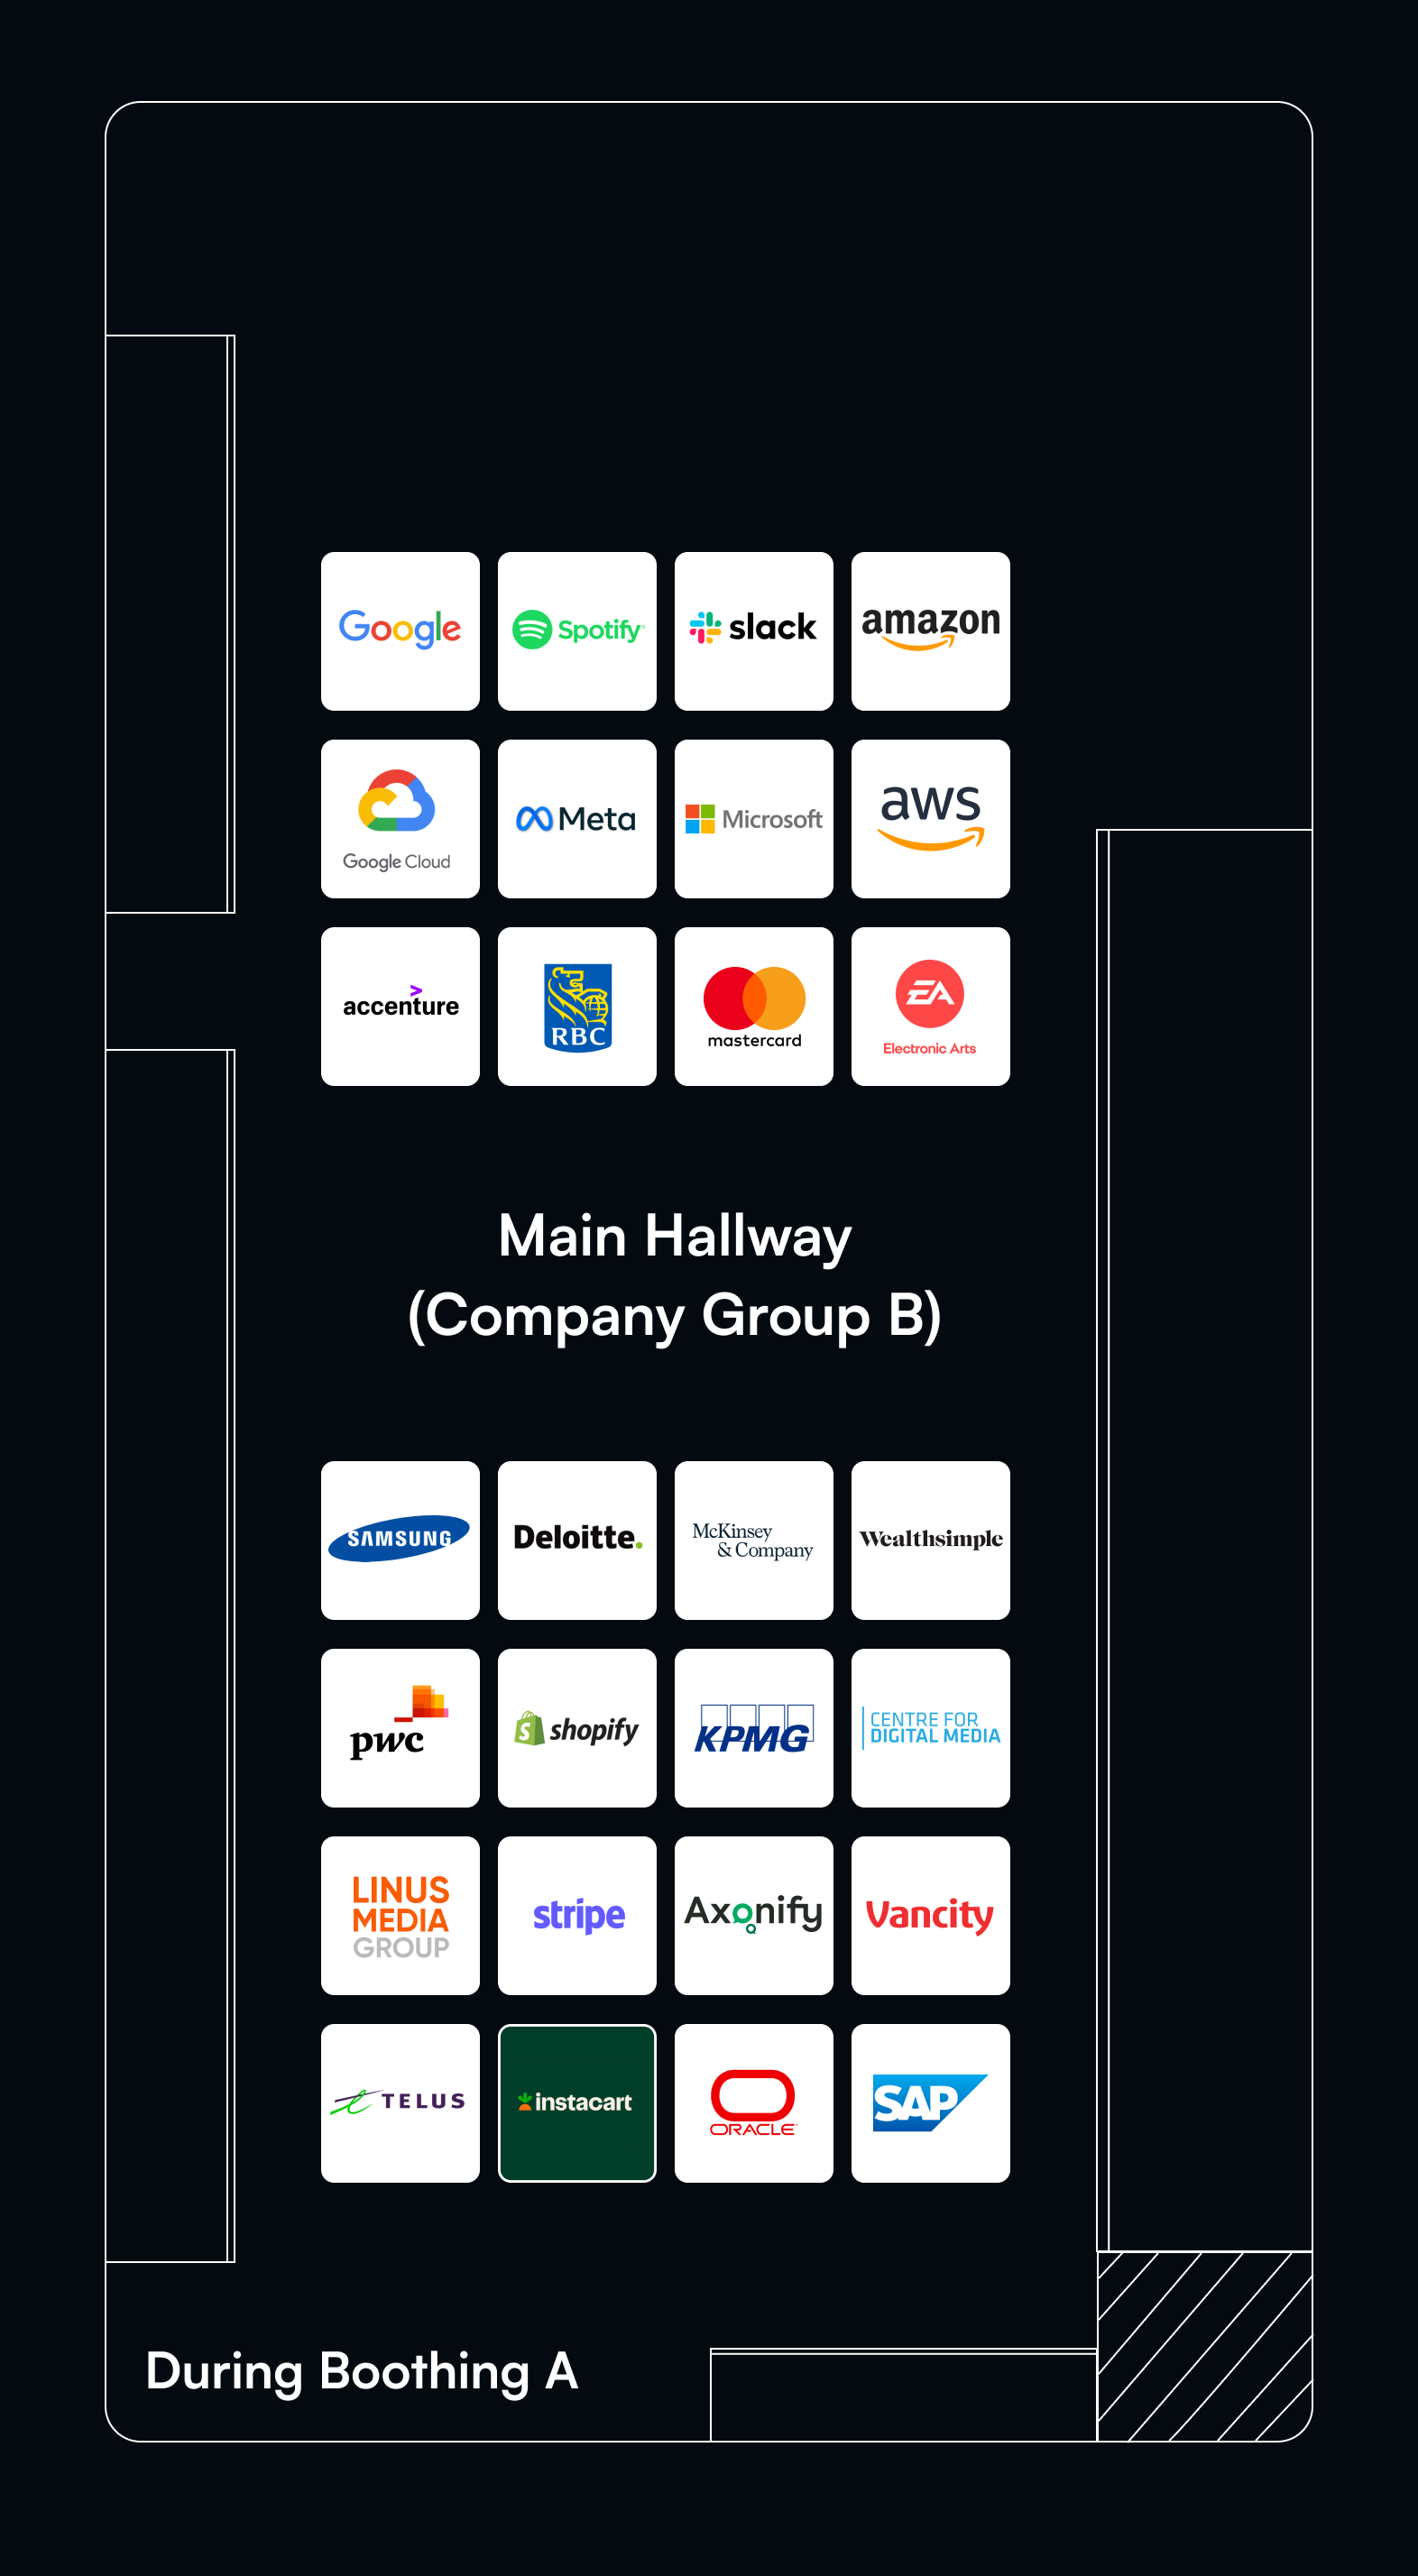 Google
Spotify
slack
amazon
Google Cloud
Meta
Microsoft
aws
accenture
RBC
mastercard
EA
Electronic Arts
Main Hallway
(Company Group B)
SAMSUNG
Deloitte.
McKinsey
& Company
Wealthsimple
pwc
shopify
KPMG
CENTRE FOR
DIGITAL MEDIA
LINUS
MEDIA
GROUP
stripe
Axonify
Vancity
TELUS
instacart
ORACLE
SAP
During Boothing A